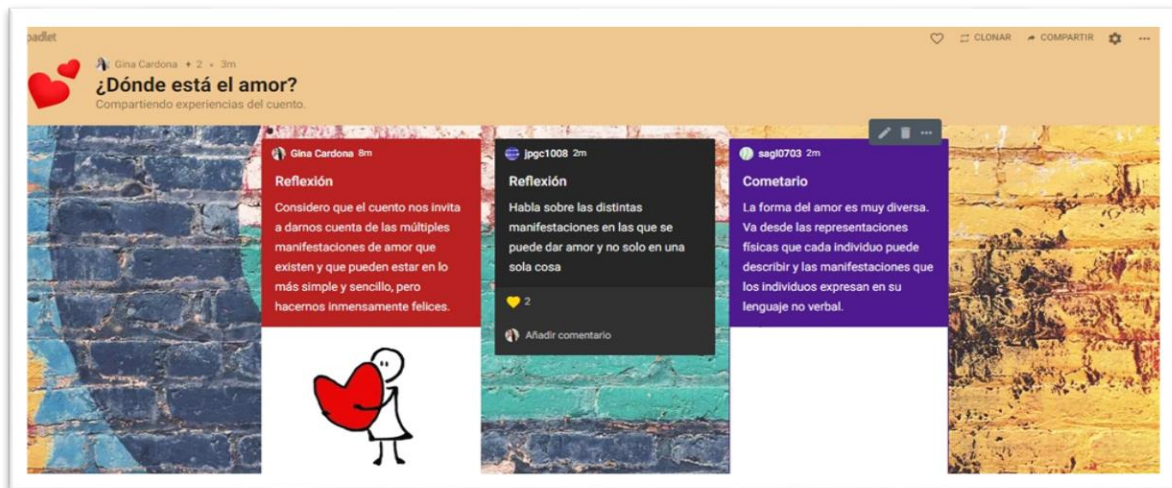 padlet
CLONAR
COMPARTIR
Gina Cardona + 2 • 3m
¿Dónde está el amor?
Compartiendo experiencias del cuento.
Gina Cardona 8m
Reflexión
Considero que el cuento nos invita
a darnos cuenta de las múltiples
manifestaciones de amor que
existen y que pueden estar en lo
más simple y sencillo, pero
hacernos inmensamente felices.
jpgc1008 2m
Reflexión
Habla sobre las distintas
manifestaciones en las que se
puede dar amor y no solo en una
sola cosa
2
Añadir comentario
sagl0703 2m
Cometario
La forma del amor es muy diversa.
Va desde las representaciones
físicas que cada individuo puede
describir y las manifestaciones que
los individuos expresan en su
lenguaje no verbal.